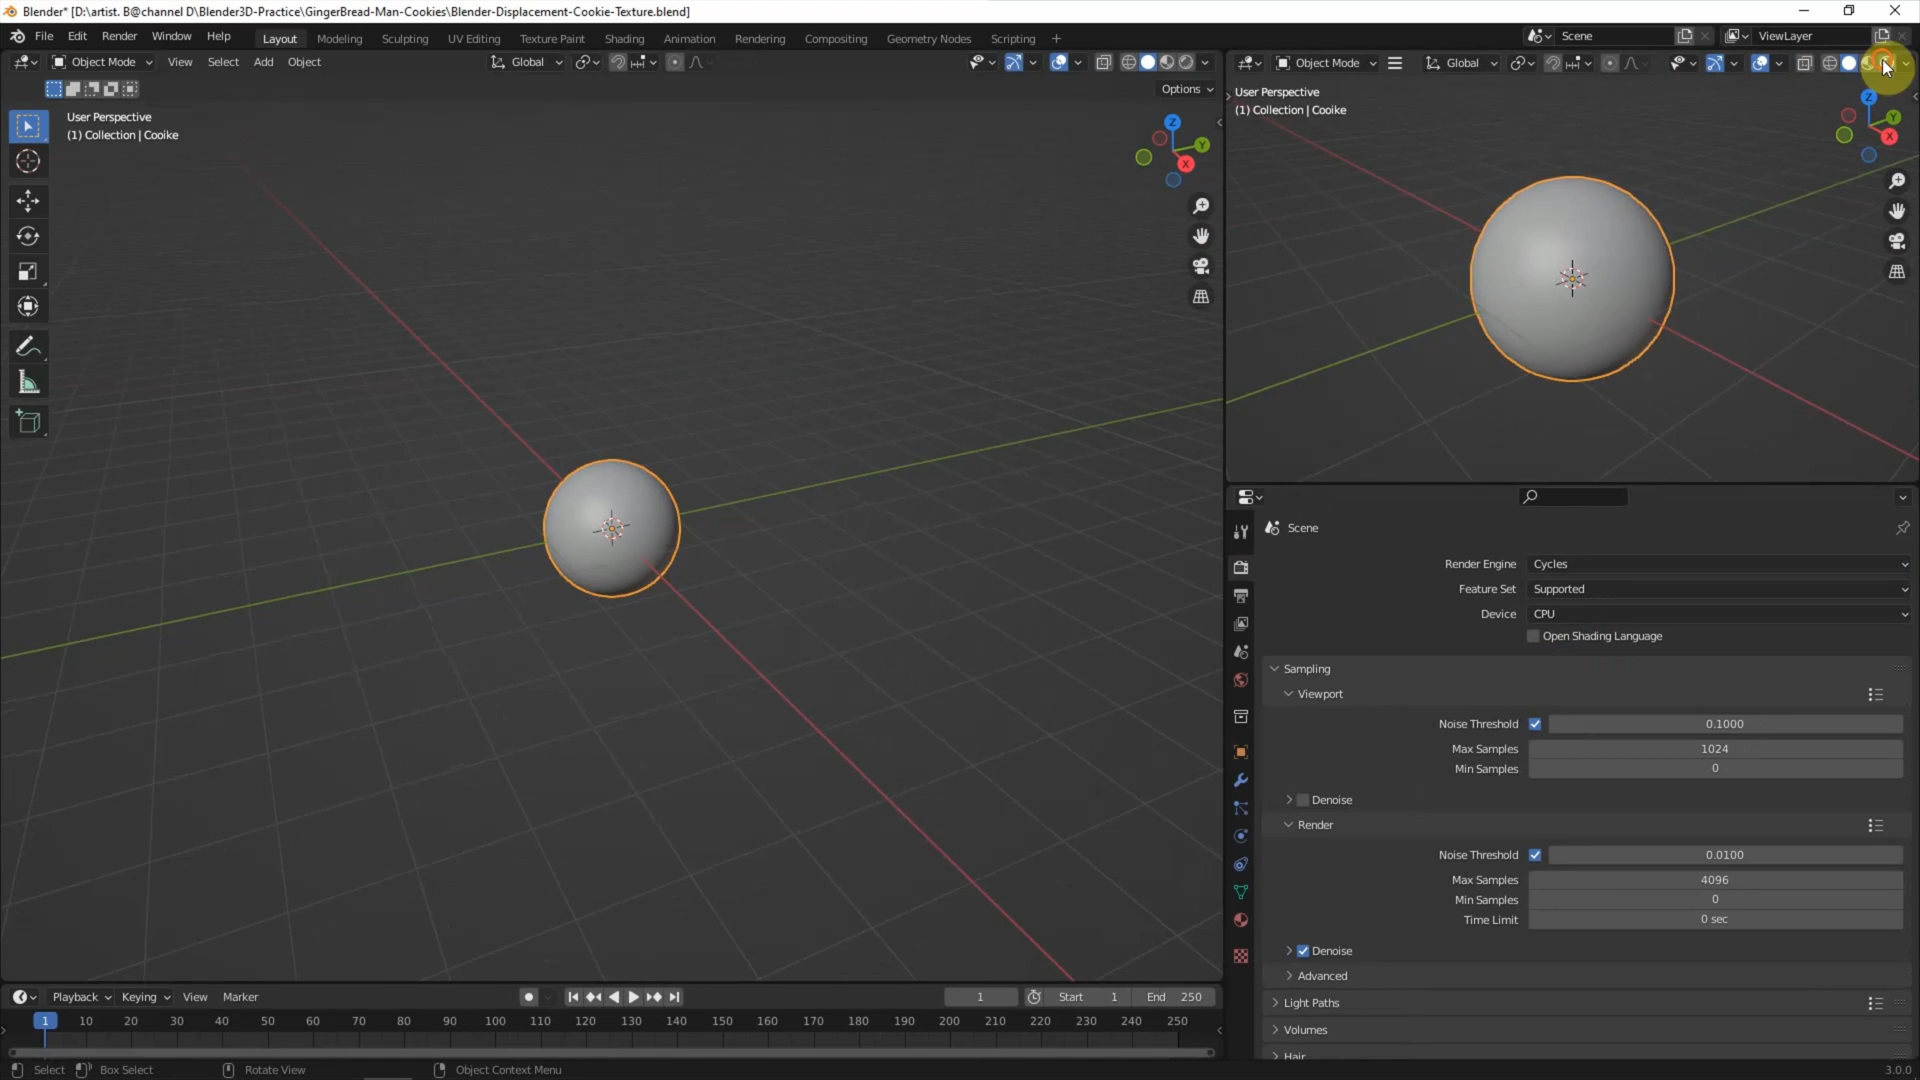 Blender* [D:\artist. B@channel D\Blender3D-Practice\GingerBread-Man-Cookies\Blender-Displacement-Cookie-Texture.blend]
File Edit Render Window Help Layout Modeling Sculpting UV Editing Texture Paint Shading Animation Rendering Compositing Geometry Nodes Scripting + Scene ViewLayer
Object Mode View Select Add Object Global Object Mode Global
Options
User Perspective
(1) Collection | Cooike
Z
Y
X
User Perspective
(1) Collection | Cooike
Z
Y
X
Scene
Render Engine Cycles
Feature Set Supported
Device CPU
Open Shading Language
Sampling
Viewport
Noise Threshold 0.1000
Max Samples 1024
Min Samples 0
Denoise
Render
Noise Threshold 0.0100
Max Samples 4096
Min Samples 0
Time Limit 0 sec
Denoise
Advanced
Light Paths
Volumes
Hair
Playback Keying View Marker 1 Start 1 End 250
1 10 20 30 40 50 60 70 80 90 100 110 120 130 140 150 160 170 180 190 200 210 220 230 240 250
Select Box Select Rotate View Object Context Menu 3.0.0